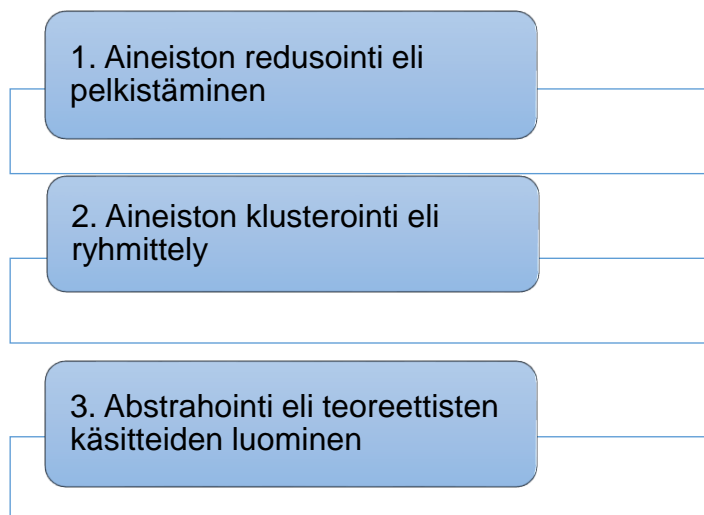 1. Aineiston redusointi eli
pelkistäminen
2. Aineiston klusterointi eli
ryhmittely
3. Abstrahointi eli teoreettisten
käsitteiden luominen